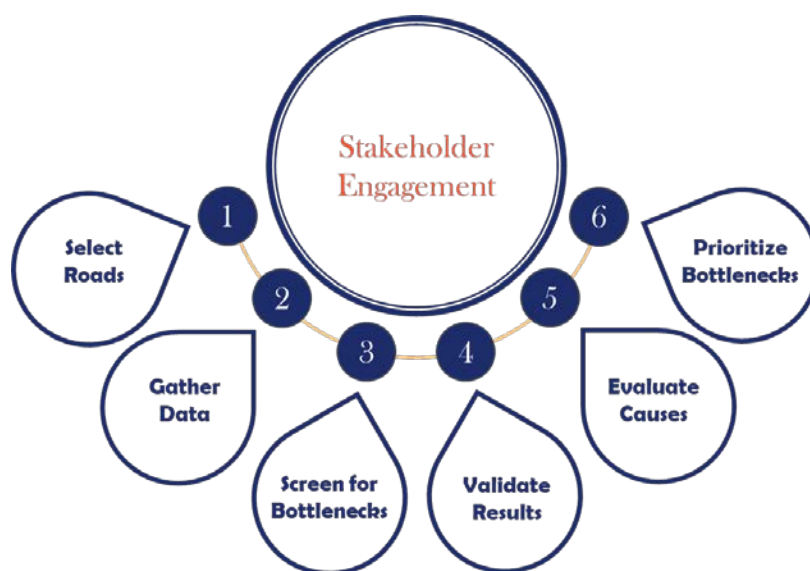 Stakeholder
Engagement
1
Select
Roads
2
Gather
Data
3
Screen for
Bottlenecks
4
Validate
Results
5
Evaluate
Causes
6
Prioritize
Bottlenecks